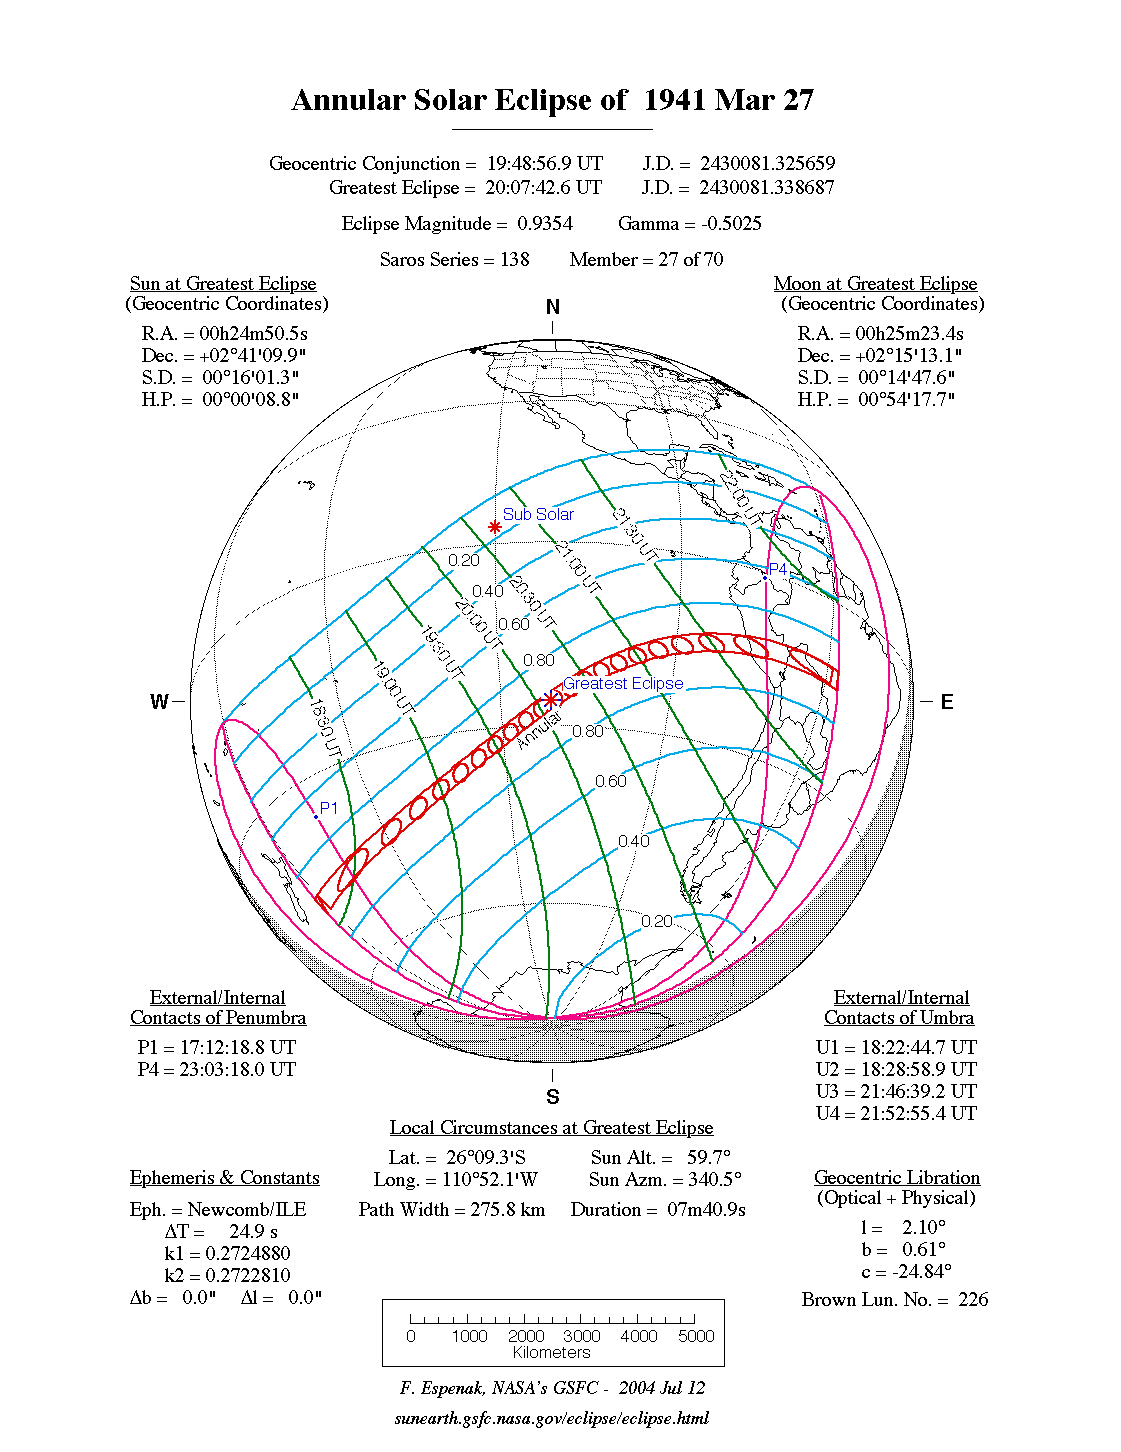 Annular Solar Eclipse of 1941 Mar 27
Geocentric Conjunction = 19:48:56.9 UT J.D. = 2430081.325659
Greatest Eclipse = 20:07:42.6 UT J.D. = 2430081.338687
Eclipse Magnitude = 0.9354 Gamma = -0.5025
Saros Series = 138 Member = 27 of 70
Sun at Greatest Eclipse
(Geocentric Coordinates)
R.A. = 00h24m50.5s
Dec. = +02°41'09.9"
S.D. = 00°16'01.3"
H.P. = 00°00'08.8"
Moon at Greatest Eclipse
(Geocentric Coordinates)
R.A. = 00h25m23.4s
Dec. = +02°15'13.1"
S.D. = 00°14'47.6"
H.P. = 00°54'17.7"
N
Sub Solar
22:00 UT
21:30 UT
21:00 UT
20:30 UT
20:00 UT
19:30 UT
19:00 UT
18:30 UT
0.20
0.40
0.60
0.80
P4
Greatest Eclipse
Annular
W
E
0.80
0.60
0.40
0.20
P1
S
External/Internal
Contacts of Penumbra
P1 = 17:12:18.8 UT
P4 = 23:03:18.0 UT
External/Internal
Contacts of Umbra
U1 = 18:22:44.7 UT
U2 = 18:28:58.9 UT
U3 = 21:46:39.2 UT
U4 = 21:52:55.4 UT
Local Circumstances at Greatest Eclipse
Lat. = 26°09.3'S Sun Alt. = 59.7°
Long. = 110°52.1'W Sun Azm. = 340.5°
Path Width = 275.8 km Duration = 07m40.9s
Ephemeris & Constants
Eph. = Newcomb/ILE
ΔT = 24.9 s
k1 = 0.2724880
k2 = 0.2722810
Δb = 0.0" Δl = 0.0"
Geocentric Libration
(Optical + Physical)
l = 2.10°
b = 0.61°
c = -24.84°
Brown Lun. No. = 226
0 1000 2000 3000 4000 5000
Kilometers
F. Espenak, NASA's GSFC - 2004 Jul 12
sunearth.gsfc.nasa.gov/eclipse/eclipse.html